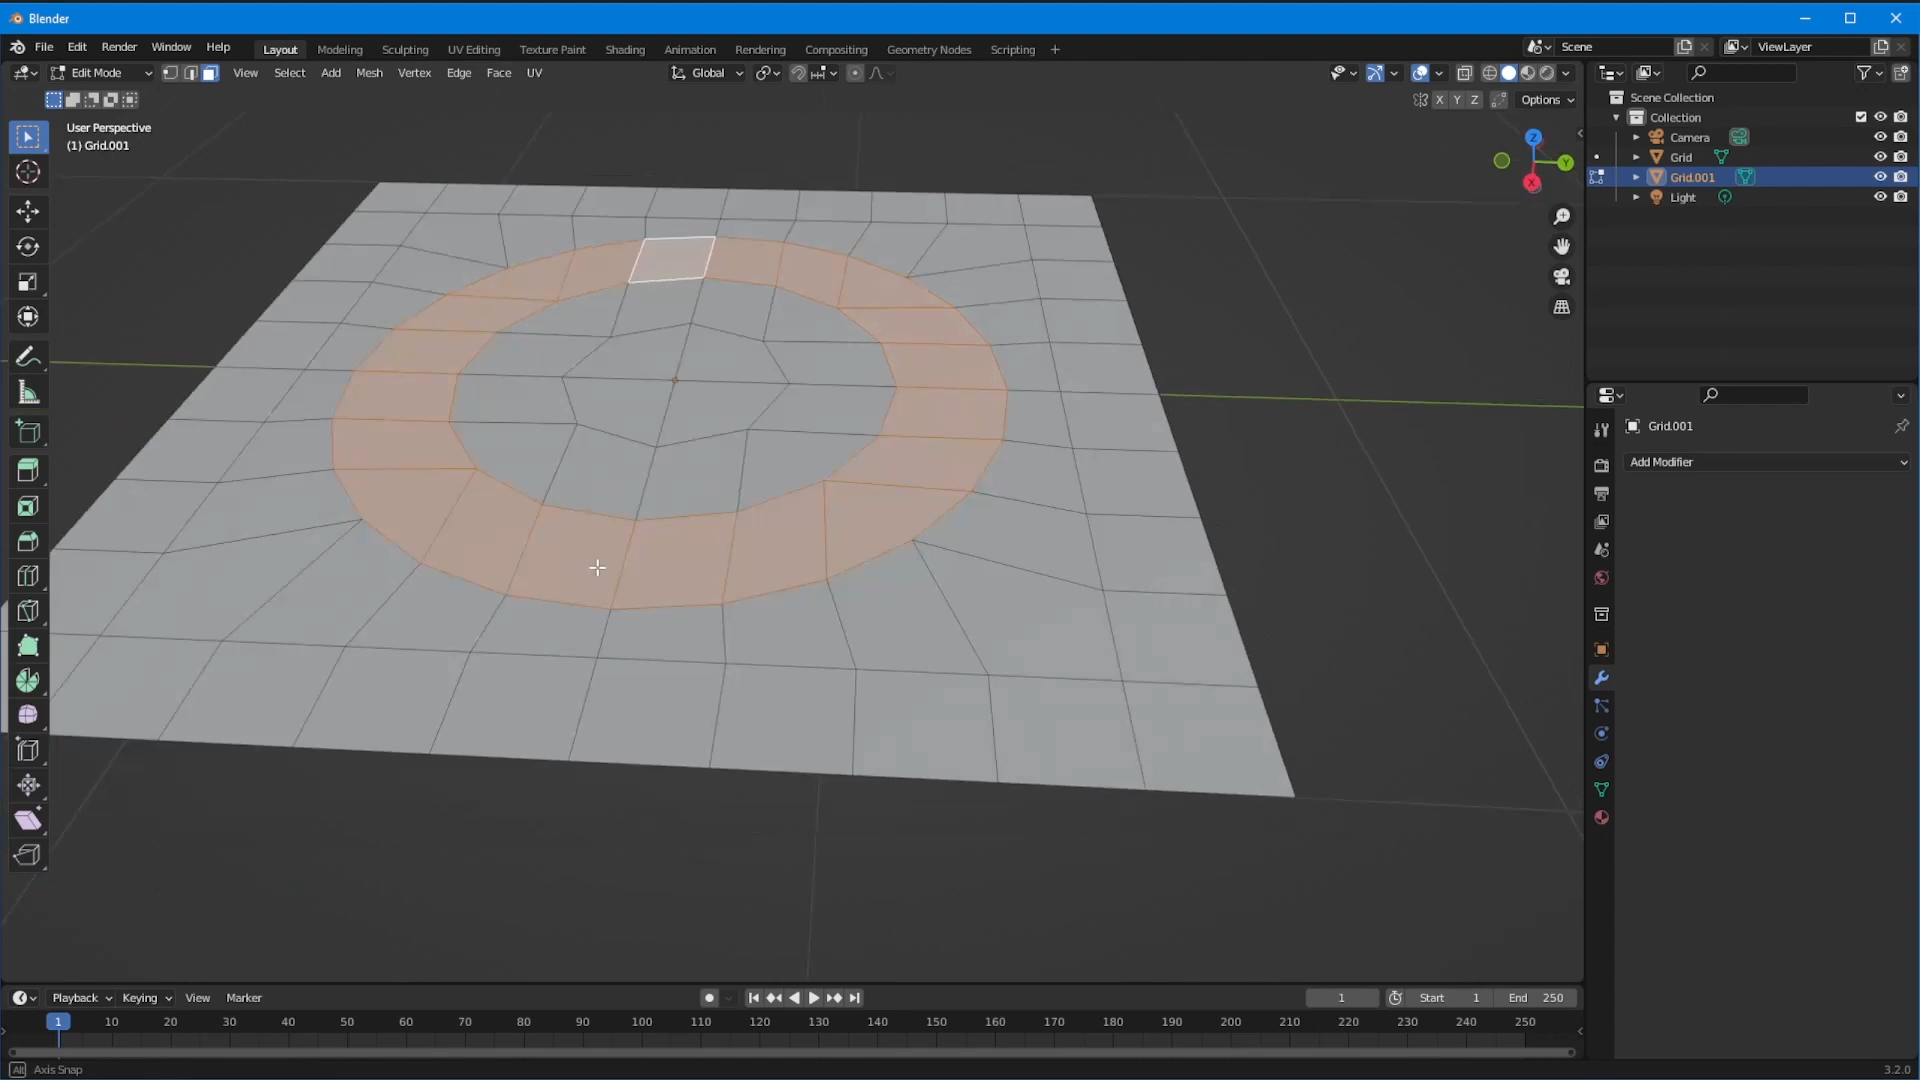 Blender
File Edit Render Window Help Layout Modeling Sculpting UV Editing Texture Paint Shading Animation Rendering Compositing Geometry Nodes Scripting + Scene ViewLayer
Edit Mode View Select Add Mesh Vertex Edge Face UV Global
X Y Z Options
User Perspective
(1) Grid.001
Z
Y
X
Scene Collection
Collection
Camera
Grid
Grid.001
Light
Grid.001
Add Modifier
Playback Keying View Marker 1 Start 1 End 250
1 10 20 30 40 50 60 70 80 90 100 110 120 130 140 150 160 170 180 190 200 210 220 230 240 250
Alt Axis Snap 3.2.0